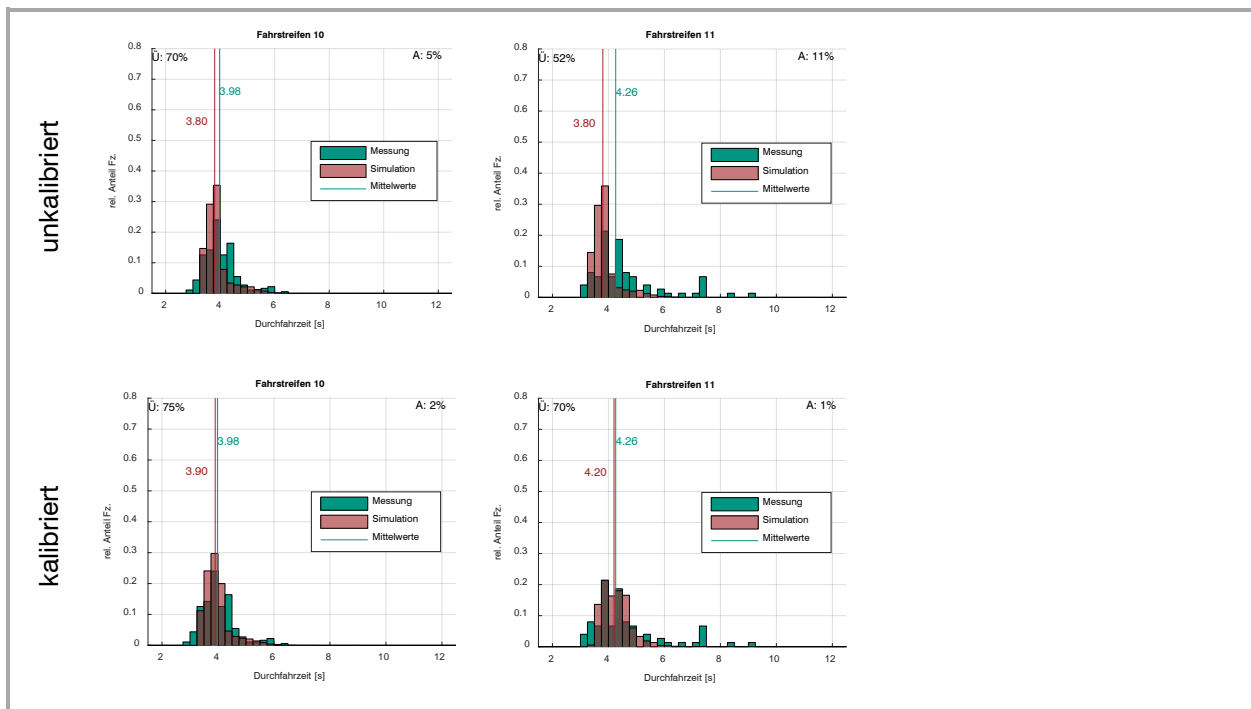 unkalibriert
Fahrstreifen 10
Ü: 70%
A: 5%
3.98
3.80
Messung
Simulation
Mittelwerte
rel. Anteil Fz.
0.8
0.7
0.6
0.5
0.4
0.3
0.2
0.1
0
2 4 6 8 10 12
Durchfahrzeit [s]
Fahrstreifen 11
Ü: 52%
A: 11%
4.26
3.80
Messung
Simulation
Mittelwerte
rel. Anteil Fz.
0.8
0.7
0.6
0.5
0.4
0.3
0.2
0.1
0
2 4 6 8 10 12
Durchfahrzeit [s]
kalibriert
Fahrstreifen 10
Ü: 75%
A: 2%
3.98
3.90
Messung
Simulation
Mittelwerte
rel. Anteil Fz.
0.8
0.7
0.6
0.5
0.4
0.3
0.2
0.1
0
2 4 6 8 10 12
Durchfahrzeit [s]
Fahrstreifen 11
Ü: 70%
A: 1%
4.26
4.20
Messung
Simulation
Mittelwerte
rel. Anteil Fz.
0.8
0.7
0.6
0.5
0.4
0.3
0.2
0.1
0
2 4 6 8 10 12
Durchfahrzeit [s]